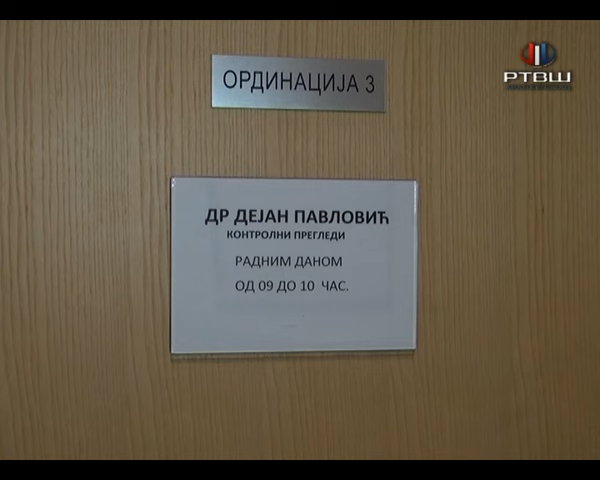 ОРДИНАЦИЈА 3
РТВШ
ДР ДЕЈАН ПАВЛОВИЋ
КОНТРОЛНИ ПРЕГЛЕДИ
РАДНИМ ДАНОМ
ОД 09 ДО 10 ЧАС.